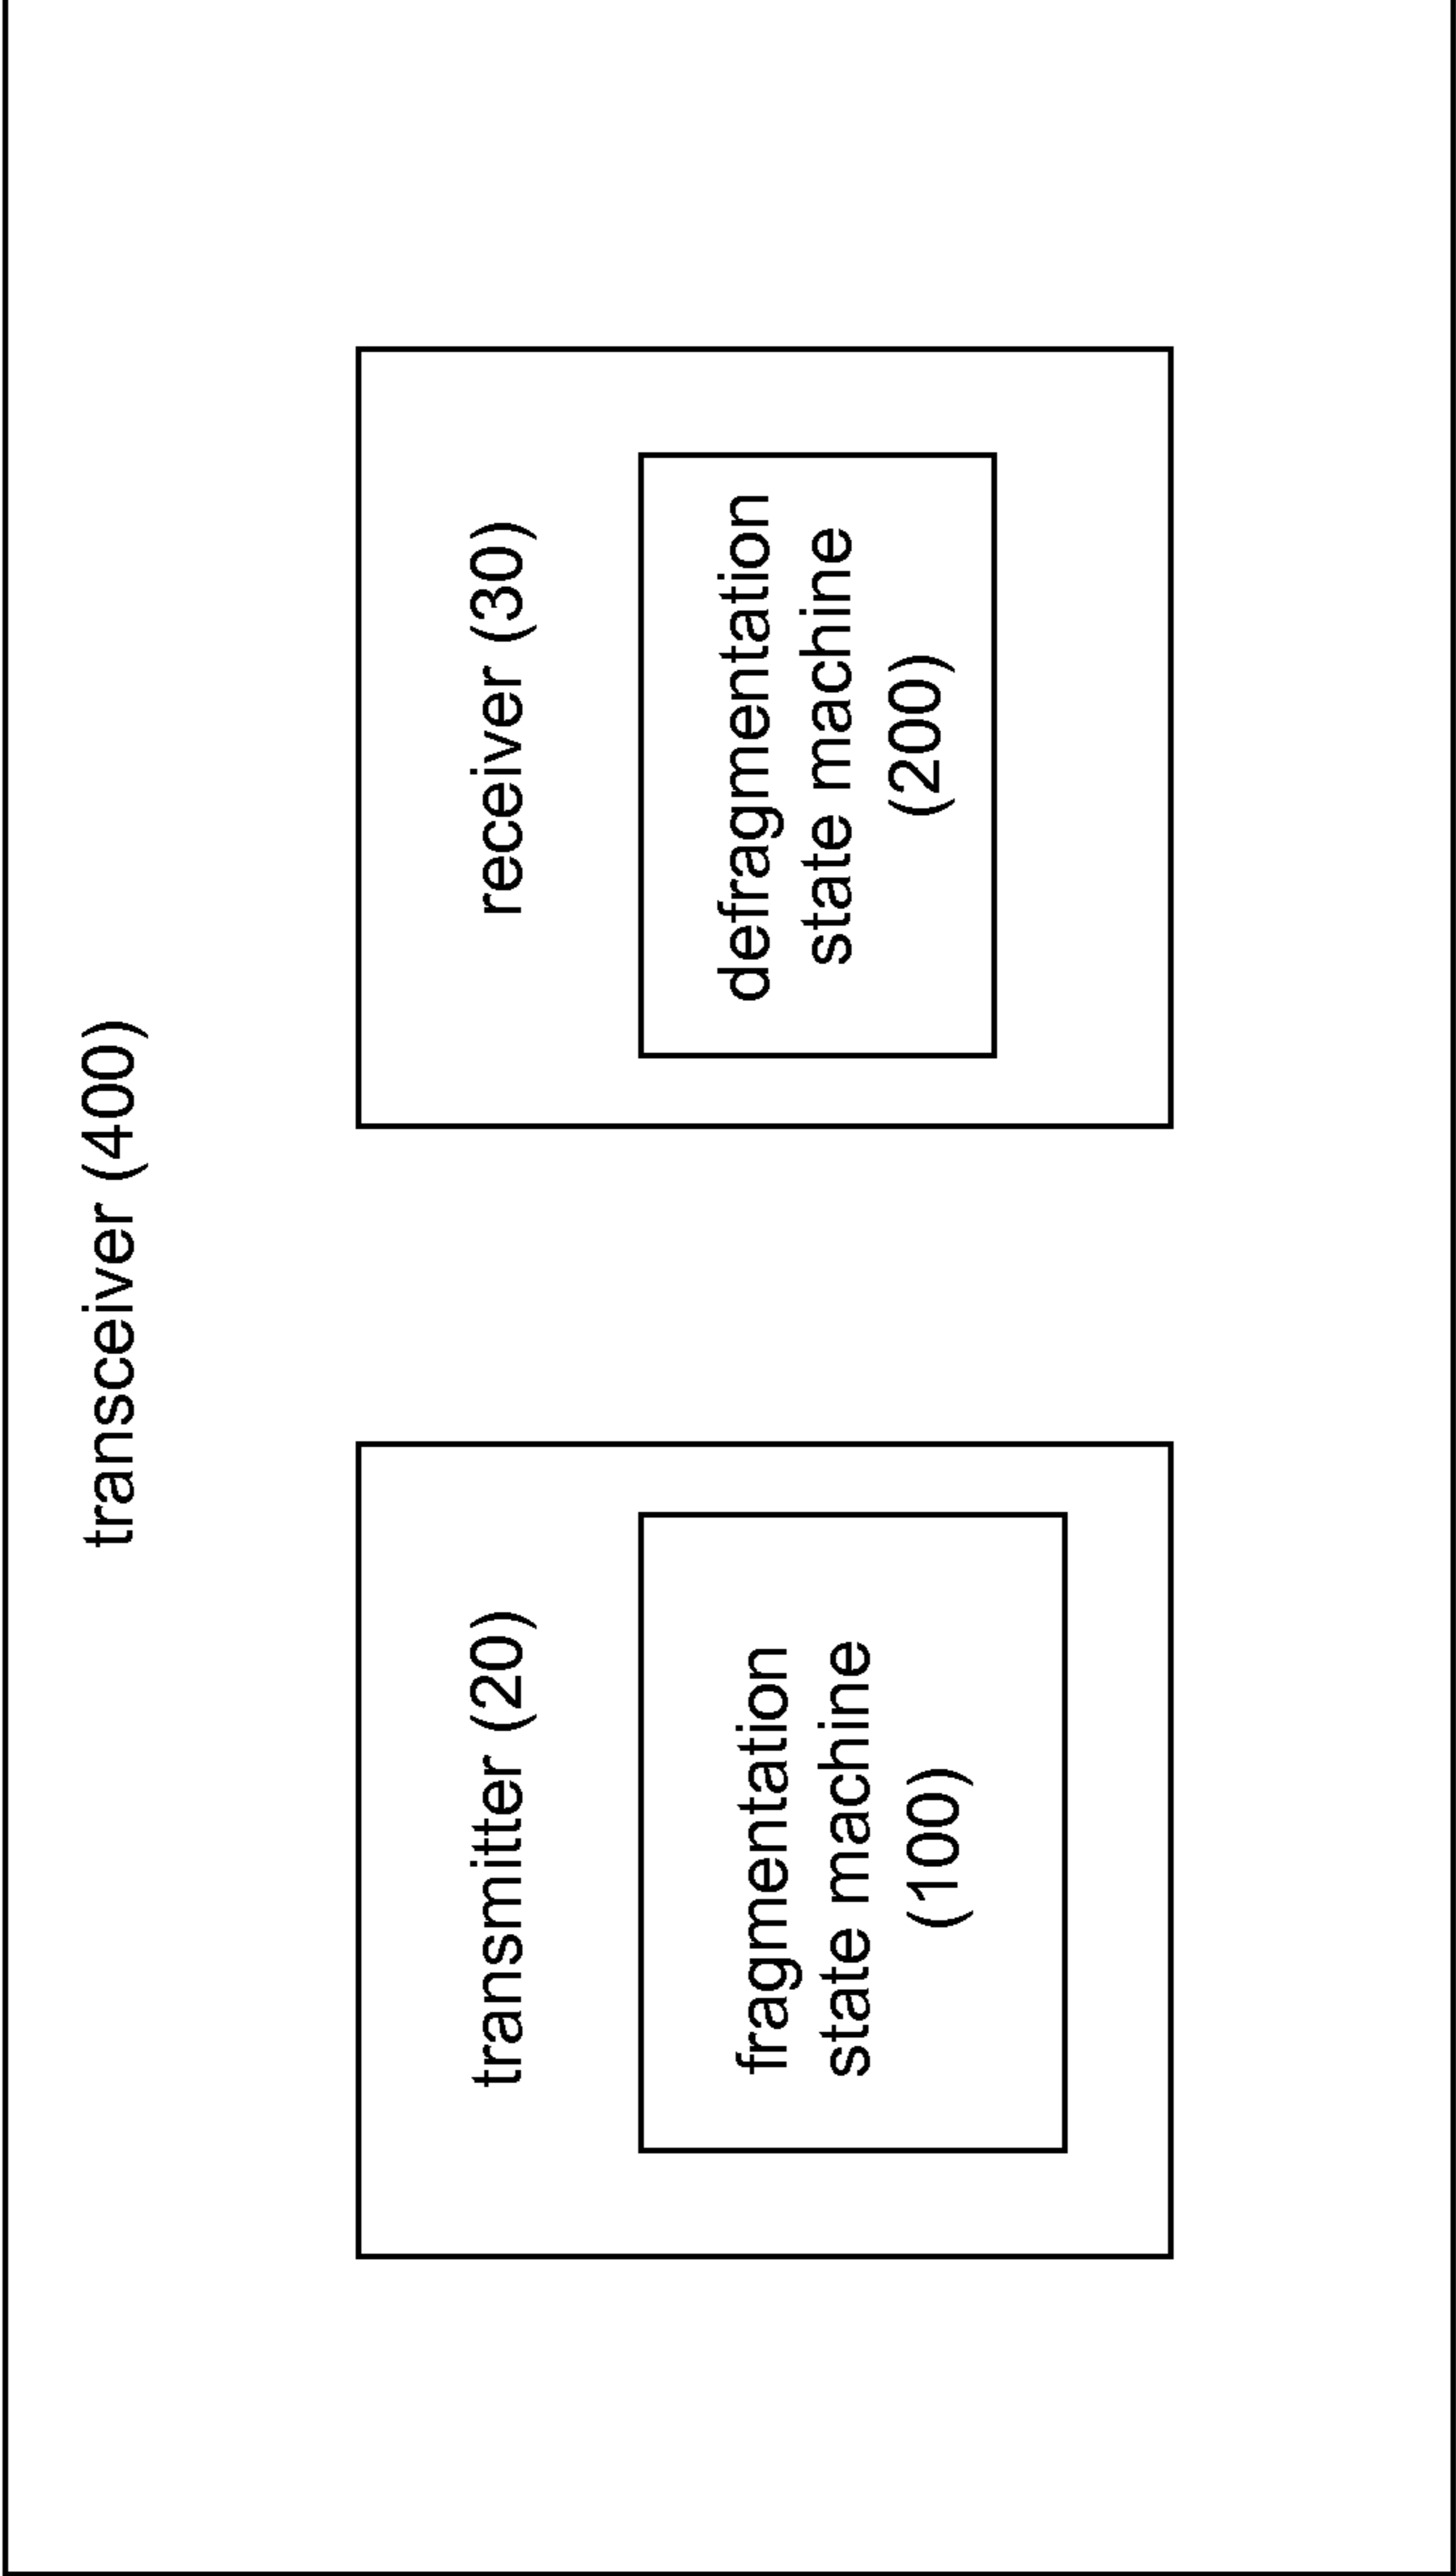 transceiver (400)
transmitter (20)
fragmentation
state machine
(100)
receiver (30)
defragmentation
state machine
(200)